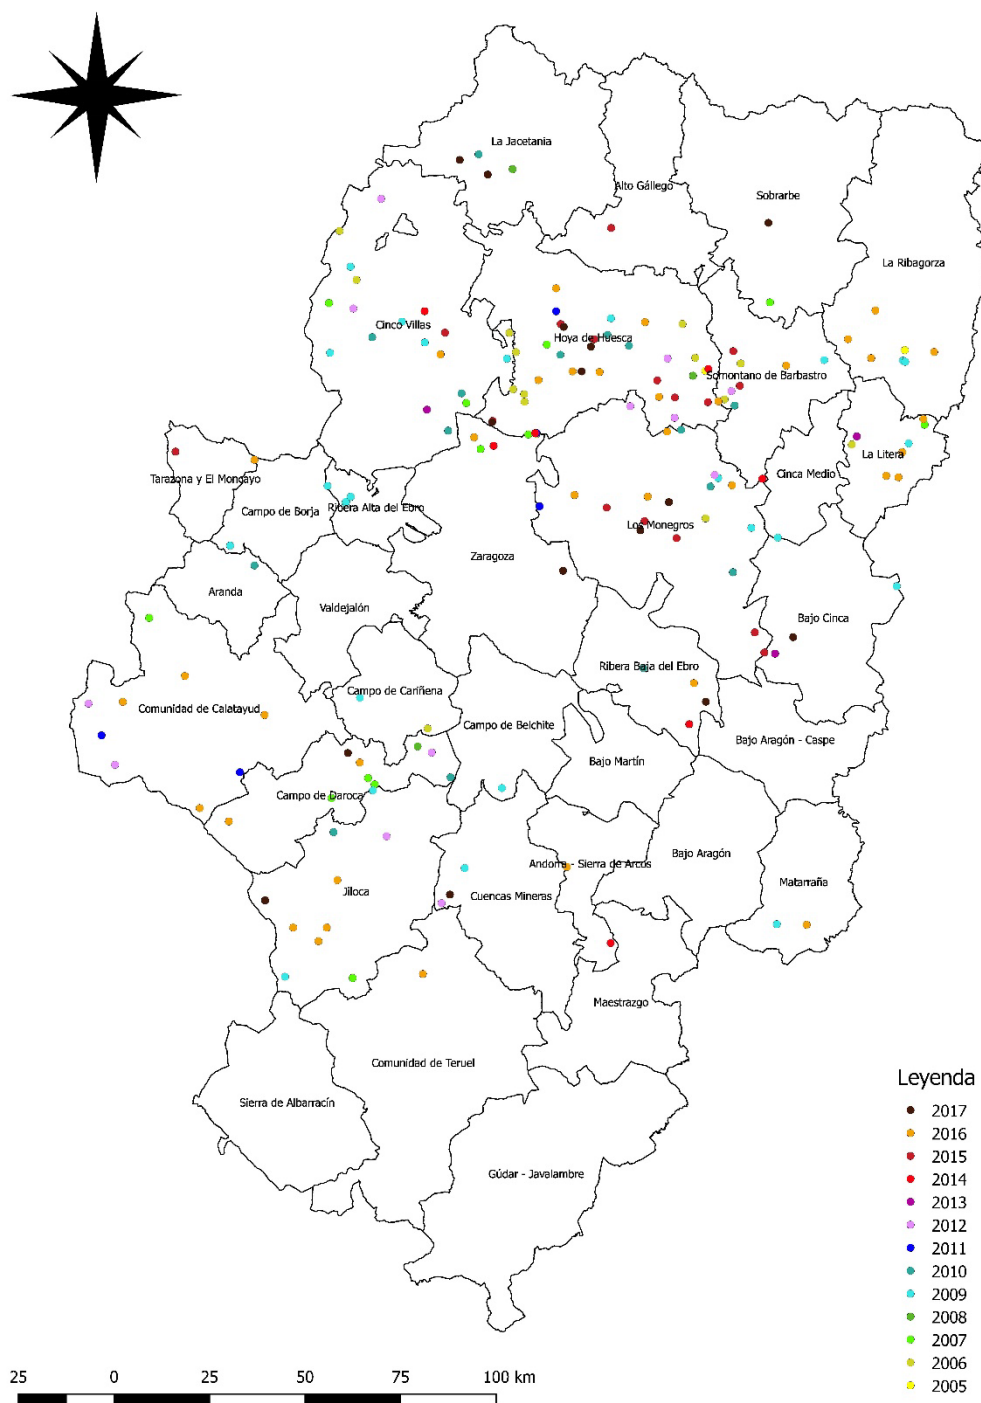 La Jacetania
Alto Gállego
Sobrarbe
La Ribagorza
Cinco Villas
Hoya de Huesca
Somontano de Barbastro
La Litera
Cinca Medio
Tarazona y El Moncayo
Campo de Borja
Ribera Alta del Ebro
Los Monegros
Zaragoza
Aranda
Valdejalón
Bajo Cinca
Ribera Baja del Ebro
Campo de Cariñena
Comunidad de Calatayud
Campo de Belchite
Bajo Aragón - Caspe
Bajo Martín
Campo de Daroca
Bajo Aragón
Andorra - Sierra de Arcos
Matarraña
Jiloca
Cuencas Mineras
Maestrazgo
Comunidad de Teruel
Sierra de Albarracín
Gúdar - Javalambre
Leyenda
2017
2016
2015
2014
2013
2012
2011
2010
2009
2008
2007
2006
2005
25 0 25 50 75 100 km